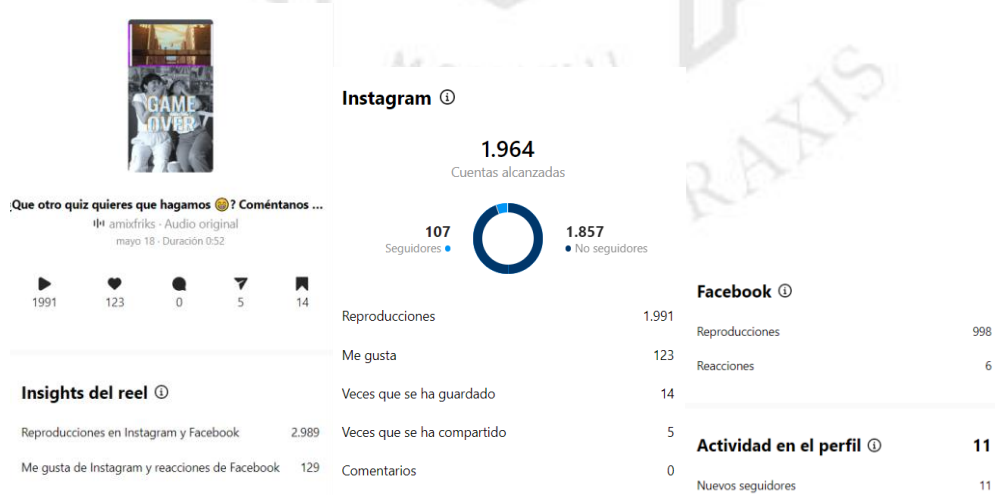 GAME
OVER
¿Que otro quiz quieres que hagamos 😁? Coméntanos ...
amixfriks · Audio original
mayo 18 · Duración 0:52
1991 123 0 5 14
Insights del reel
Reproducciones en Instagram y Facebook 2.989
Me gusta de Instagram y reacciones de Facebook 129
Instagram
1.964
Cuentas alcanzadas
107 1.857
Seguidores No seguidores
Reproducciones 1.991
Me gusta 123
Veces que se ha guardado 14
Veces que se ha compartido 5
Comentarios 0
RAXIS
Facebook
Reproducciones 998
Reacciones 6
Actividad en el perfil 11
Nuevos seguidores 11